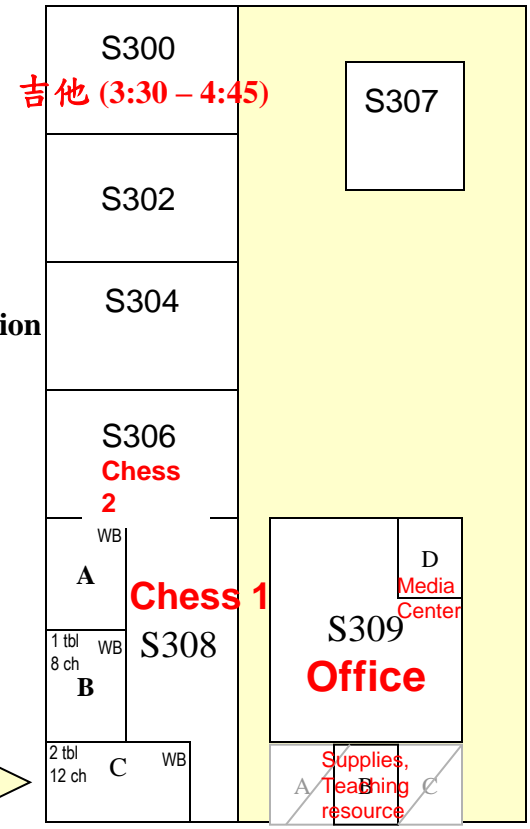 S300
吉他 (3:30 – 4:45)
S307
S302
S304
ion
S306
Chess
2
WB
A
Chess 1
S308
1 tbl
8 ch
WB
B
2 tbl
12 ch
C
WB
D
Media
Center
S309
Office
Supplies,
Teaching
resource
A
B
C